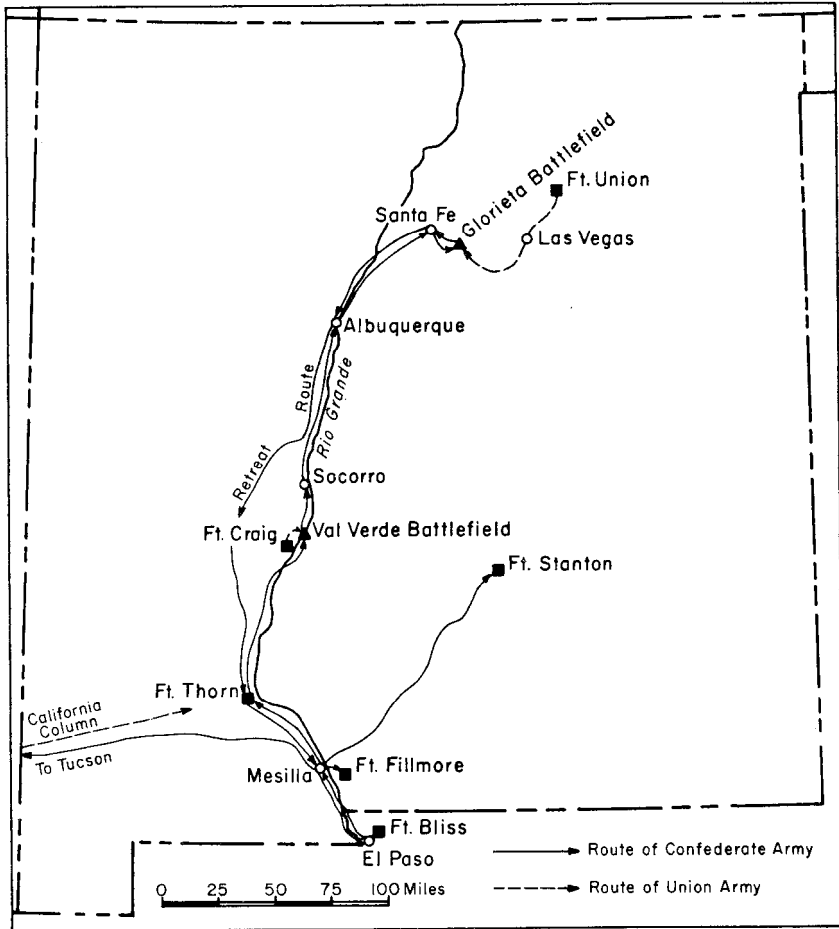 Glorieta Battlefield
Ft. Union
Santa Fe
Las Vegas
Albuquerque
Route
Rio Grande
Retreat
Socorro
Ft. Craig
Val Verde Battlefield
Ft. Stanton
Ft. Thorn
California
Column
To Tucson
Mesilla
Ft. Fillmore
Ft. Bliss
El Paso
Route of Confederate Army
0 25 50 75 100 Miles
Route of Union Army